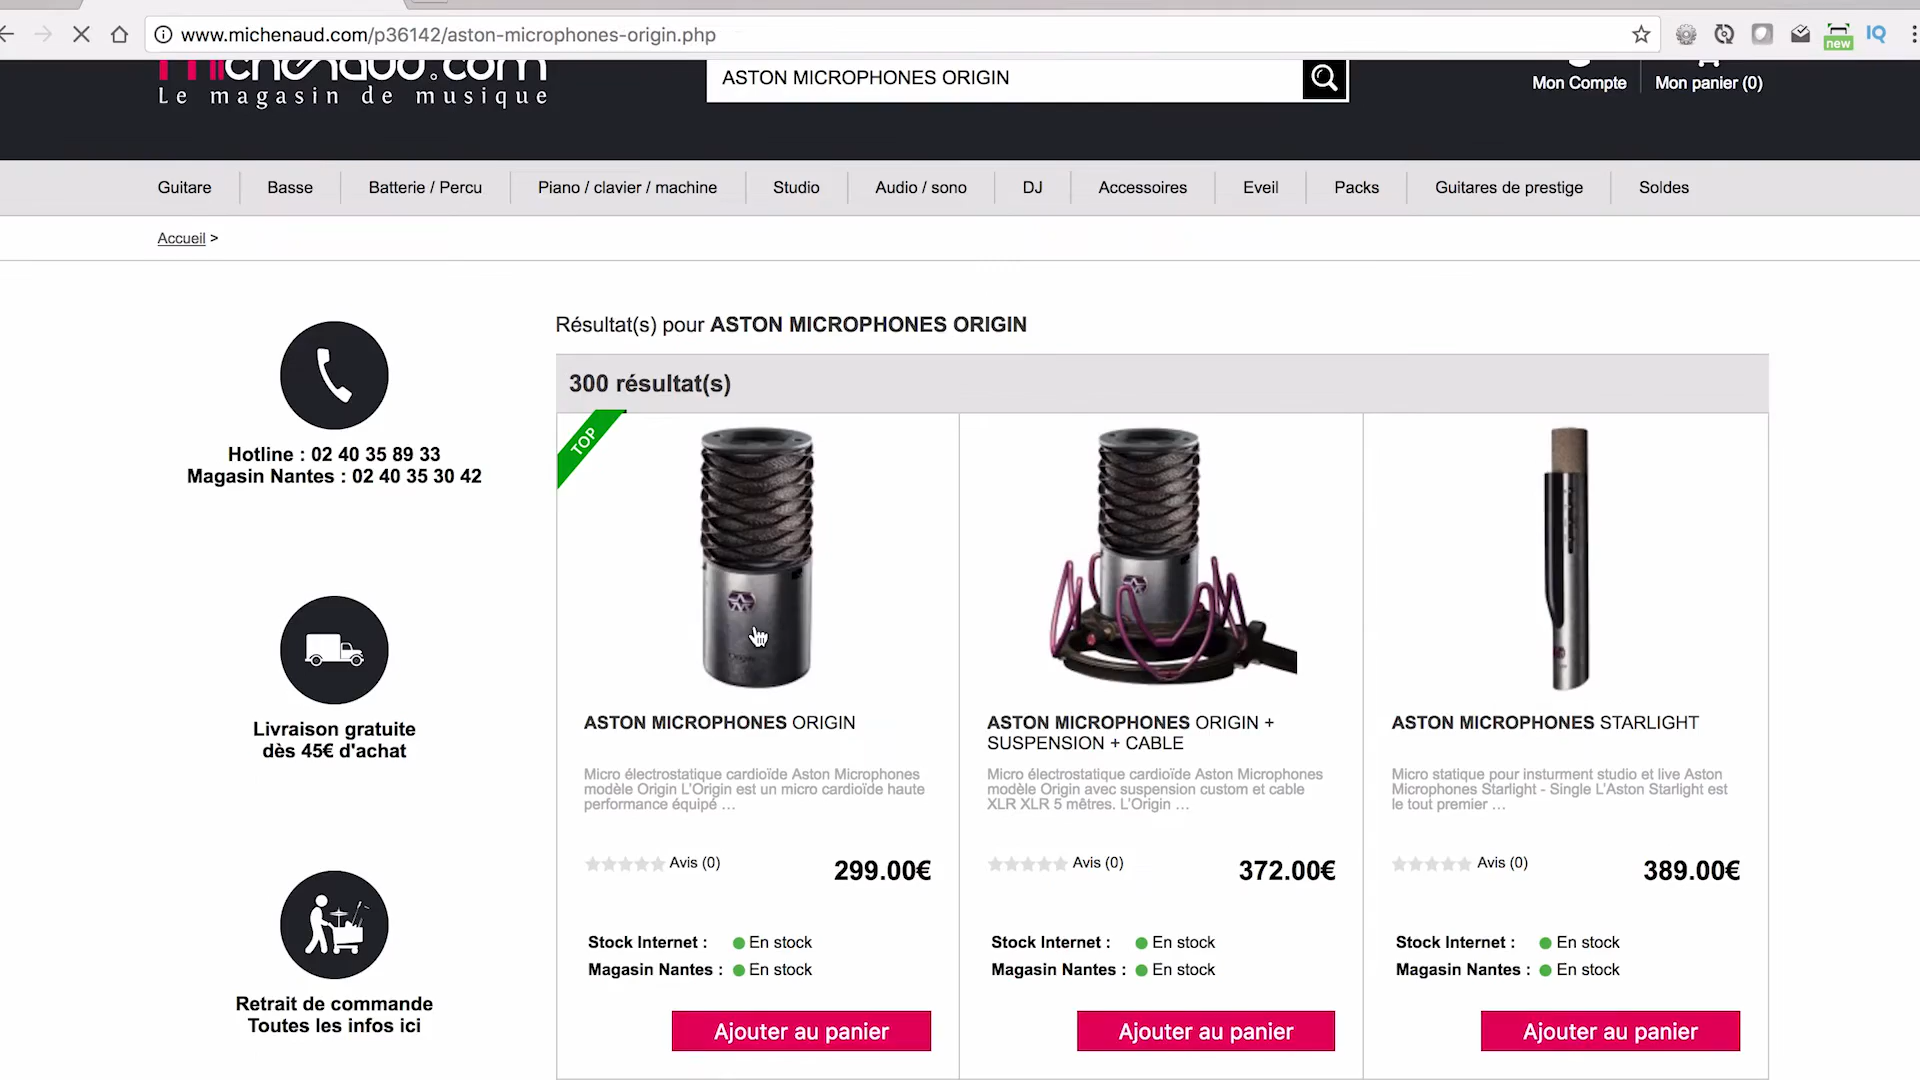 www.michenaud.com/p36142/aston-microphones-origin.php
new
IQ
michenaud.com
Le magasin de musique
ASTON MICROPHONES ORIGIN
Mon Compte
Mon panier (0)
Guitare
Basse
Batterie / Percu
Piano / clavier / machine
Studio
Audio / sono
DJ
Accessoires
Eveil
Packs
Guitares de prestige
Soldes
Accueil >
Hotline : 02 40 35 89 33
Magasin Nantes : 02 40 35 30 42
Livraison gratuite
dès 45€ d'achat
Retrait de commande
Toutes les infos ici
Résultat(s) pour ASTON MICROPHONES ORIGIN
300 résultat(s)
TOP
ASTON MICROPHONES ORIGIN
Micro électrostatique cardioïde Aston Microphones
modèle Origin L'Origin est un micro cardioïde haute
performance équipé ...
Avis (0)
299.00€
Stock Internet : En stock
Magasin Nantes : En stock
Ajouter au panier
ASTON MICROPHONES ORIGIN +
SUSPENSION + CABLE
Micro électrostatique cardioïde Aston Microphones
modèle Origin avec suspension custom et cable
XLR XLR 5 mêtres. L'Origin ...
Avis (0)
372.00€
Stock Internet : En stock
Magasin Nantes : En stock
Ajouter au panier
ASTON MICROPHONES STARLIGHT
Micro statique pour insturment studio et live Aston
Microphones Starlight - Single L'Aston Starlight est
le tout premier ...
Avis (0)
389.00€
Stock Internet : En stock
Magasin Nantes : En stock
Ajouter au panier